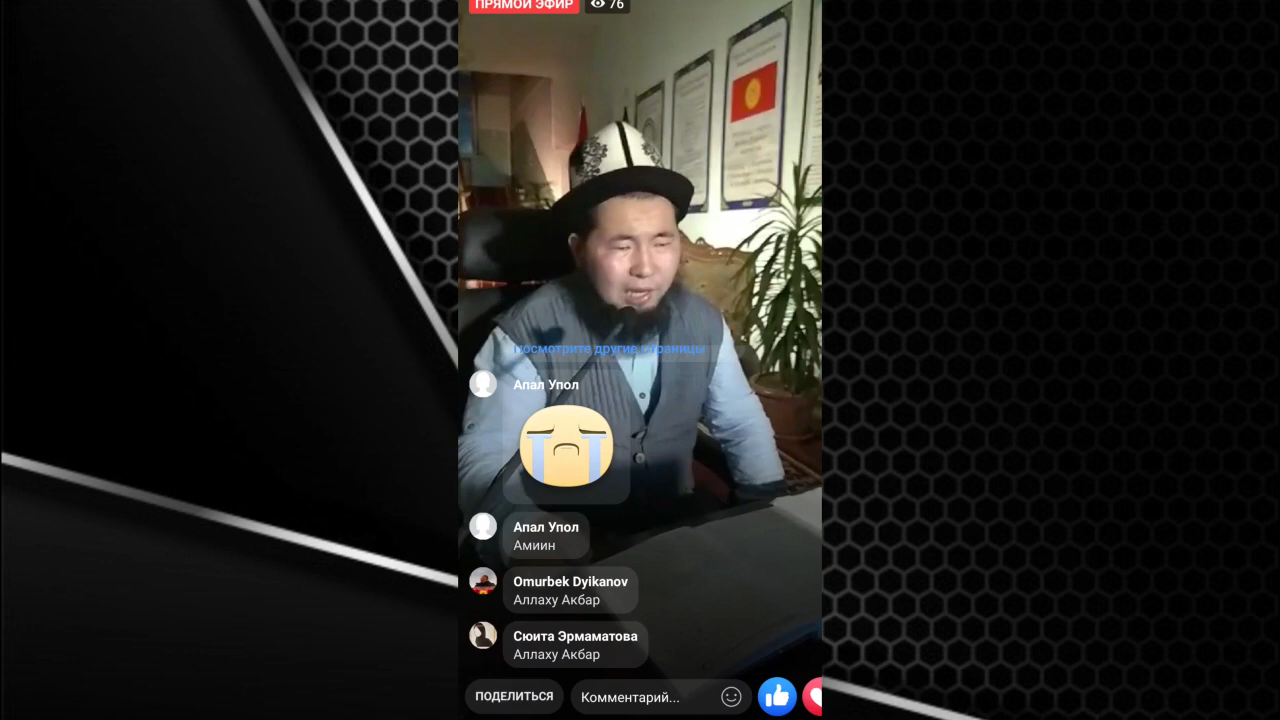 ПРЯМОЙ ЭФИР
76
Посмотрите другие страницы
Апал Упол
Апал Упол
Амиин
Omurbek Dyikanov
Аллаху Акбар
Сюита Эрмаматова
Аллаху Акбар
ПОДЕЛИТЬСЯ
Комментарий...